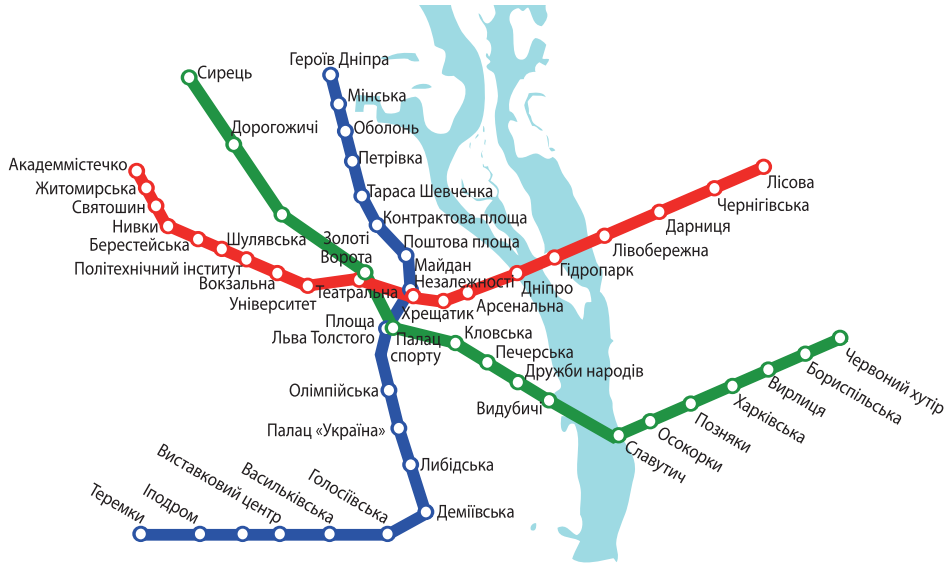 Героїв Дніпра
Сирець
Мінська
Дорогожичі
Оболонь
Петрівка
Академмістечко
Житомирська
Святошин
Нивки
Берестейська
Шулявська
Політехнічний інститут
Вокзальна
Університет
Тараса Шевченка
Контрактова площа
Поштова площа
Золоті
Ворота
Майдан
Незалежності
Театральна
Хрещатик
Арсенальна
Дніпро
Гідропарк
Лівобережна
Дарниця
Чернігівська
Лісова
Площа
Льва Толстого
Палац
спорту
Кловська
Печерська
Дружби народів
Видубичі
Славутич
Осокорки
Позняки
Харківська
Вирлиця
Бориспільська
Червоний хутір
Олімпійська
Палац «Україна»
Либідська
Деміївська
Голосіївська
Васильківська
Виставковий центр
Іподром
Теремки